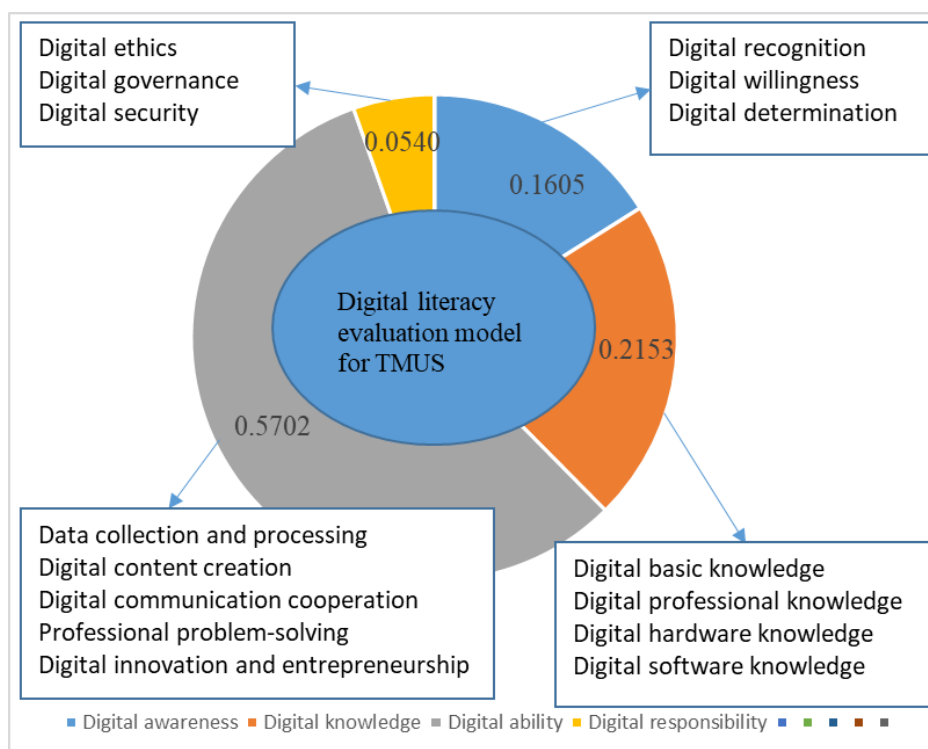 Digital ethics
Digital governance
Digital security
Digital recognition
Digital willingness
Digital determination
0.0540
0.1605
Digital literacy
evaluation model
for TMUS
0.2153
0.5702
Data collection and processing
Digital content creation
Digital communication cooperation
Professional problem-solving
Digital innovation and entrepreneurship
Digital basic knowledge
Digital professional knowledge
Digital hardware knowledge
Digital software knowledge
Digital awareness Digital knowledge Digital ability Digital responsibility